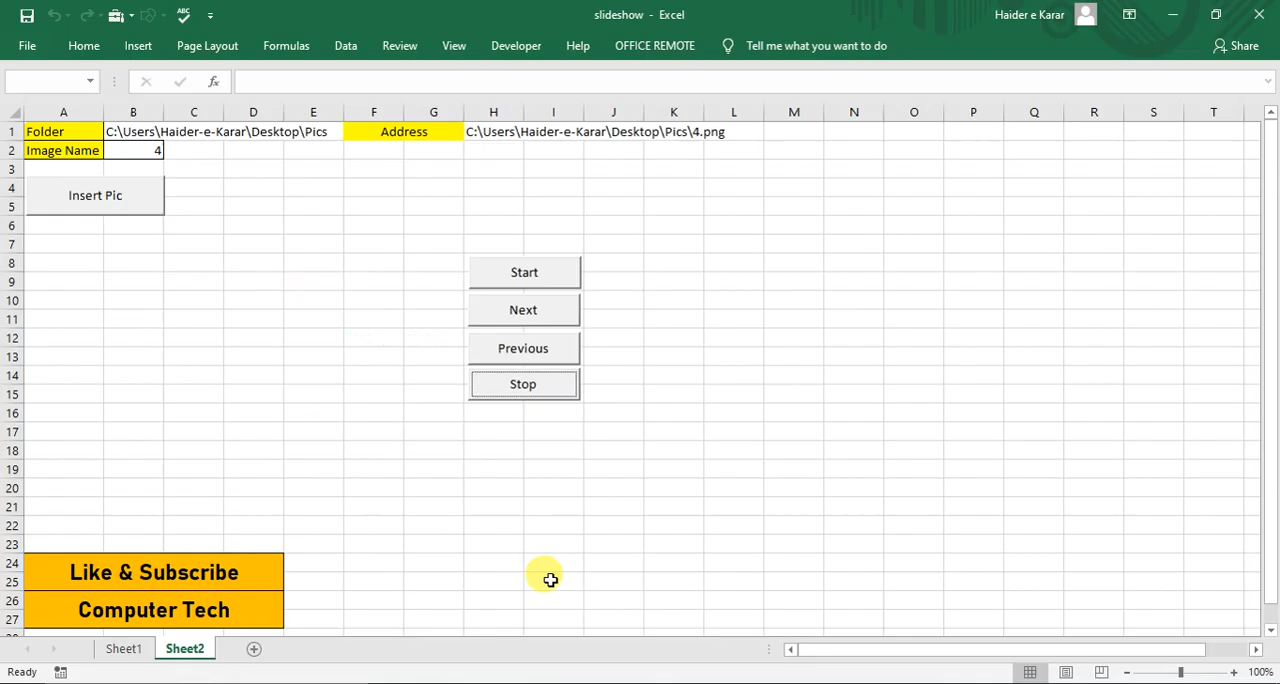 slideshow - Excel
Haider e Karar
File Home Insert Page Layout Formulas Data Review View Developer Help OFFICE REMOTE Tell me what you want to do Share
ABC
fx
A B C D E F G H I J K L M N O P Q R S T
1 Folder C:\Users\Haider-e-Karar\Desktop\Pics Address C:\Users\Haider-e-Karar\Desktop\Pics\4.png
2 Image Name 4
3
4
Insert Pic
5
6
7
8
Start
9
10
Next
11
12
Previous
13
14
Stop
15
16
17
18
19
20
21
22
23
24
Like & Subscribe
25
26
Computer Tech
27
28
Sheet1 Sheet2
Ready 100%